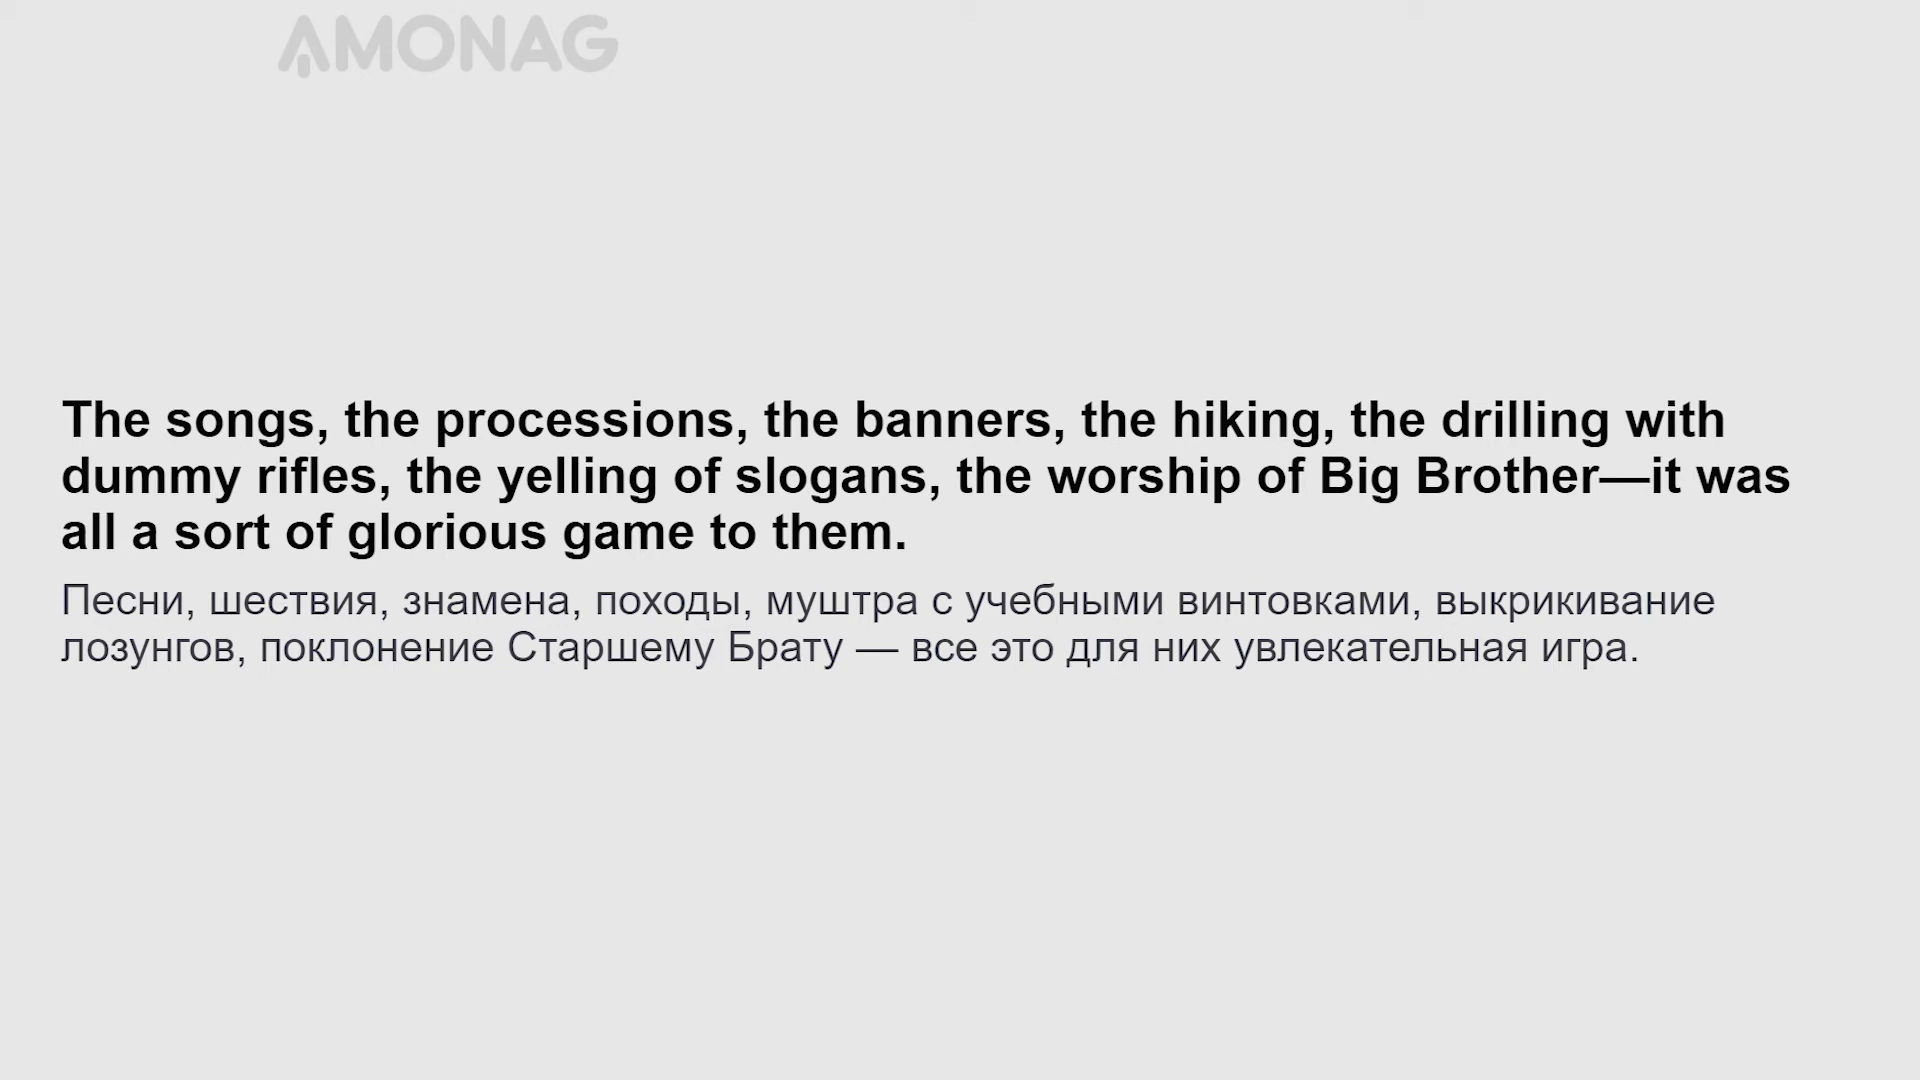 AMONAG
The songs, the processions, the banners, the hiking, the drilling with
dummy rifles, the yelling of slogans, the worship of Big Brother—it was
all a sort of glorious game to them.
Песни, шествия, знамена, походы, муштра с учебными винтовками, выкрикивание
лозунгов, поклонение Старшему Брату — все это для них увлекательная игра.